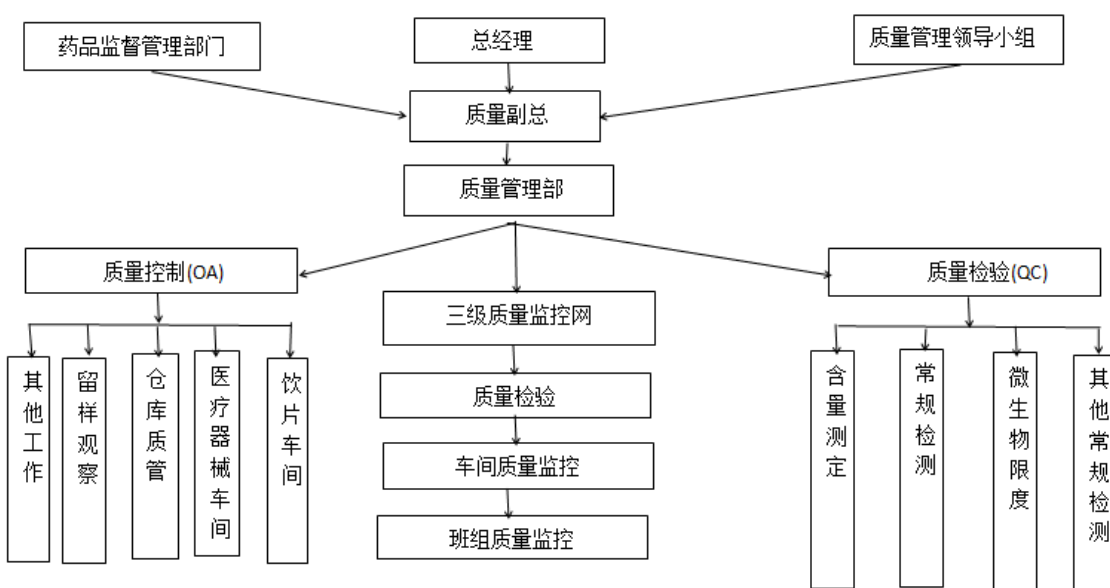 药品监督管理部门
总经理
质量管理领导小组
质量副总
质量管理部
质量控制(OA)
三级质量监控网
质量检验(QC)
其他工作
留样观察
仓库质管
医疗器械车间
饮片车间
质量检验
车间质量监控
班组质量监控
含量测定
常规检测
微生物限度
其他常规检测